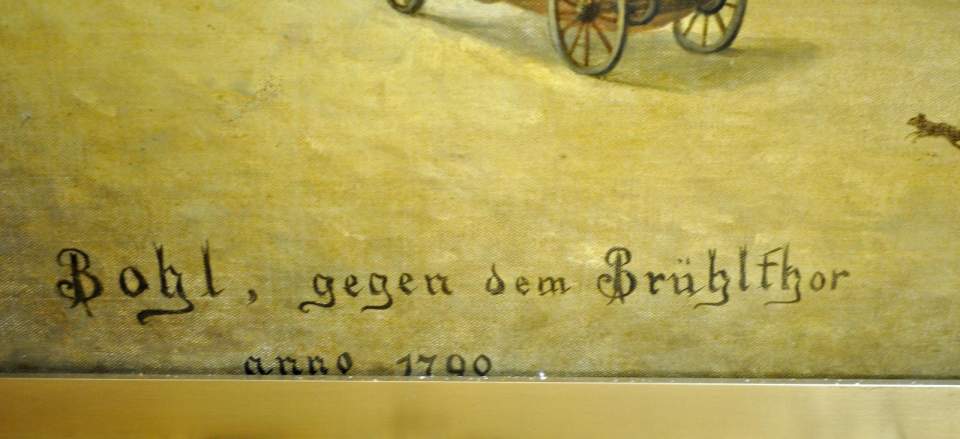 Bohl, gegen dem Brühlthor
anno 1790